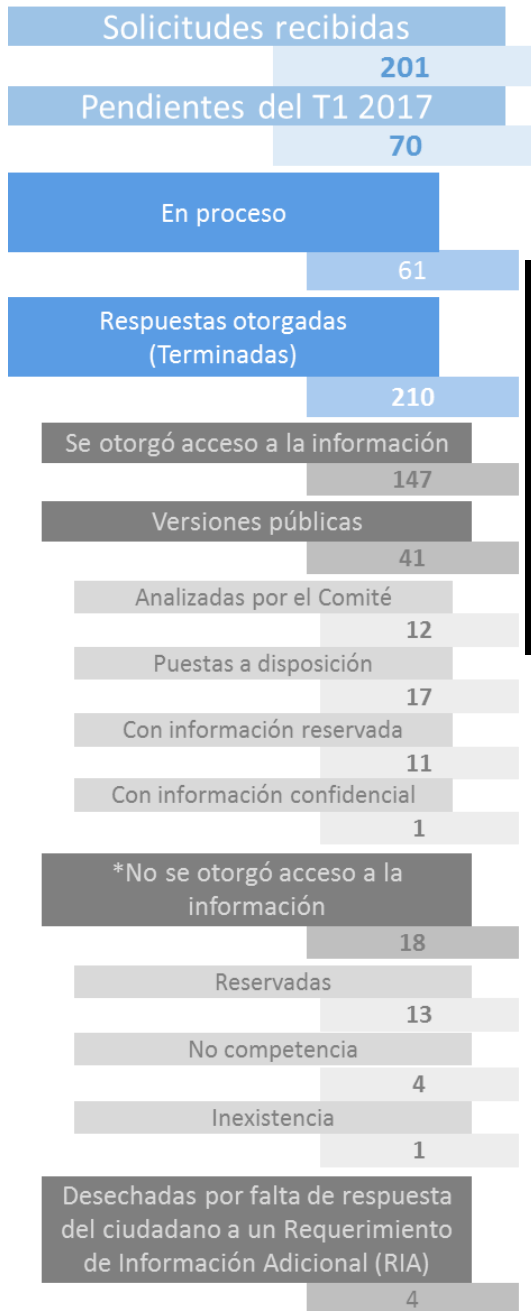 Solicitudes recibidas
201
Pendientes del T1 2017
70
En proceso
61
Respuestas otorgadas
(Terminadas)
210
Se otorgó acceso a la información
147
Versiones públicas
41
Analizadas por el Comité
12
Puestas a disposición
17
Con información reservada
11
Con información confidencial
1
*No se otorgó acceso a la
información
18
Reservadas
13
No competencia
4
Inexistencia
1
Desechadas por falta de respuesta
del ciudadano a un Requerimiento
de Información Adicional (RIA)
4